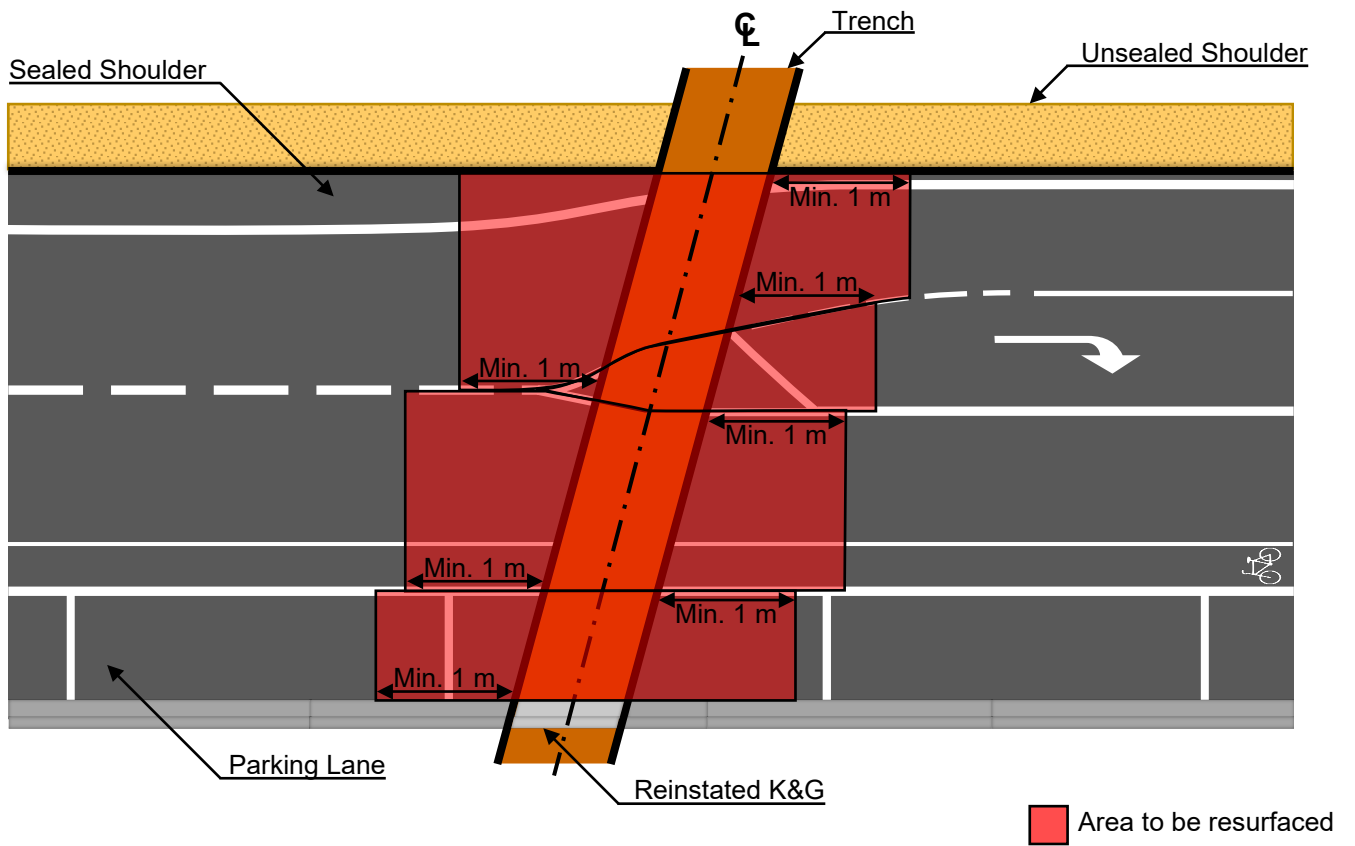 ℄
Trench
Unsealed Shoulder
Sealed Shoulder
Min. 1 m
Min. 1 m
Min. 1 m
Min. 1 m
Min. 1 m
Min. 1 m
Min. 1 m
Parking Lane
Reinstated K&G
Area to be resurfaced